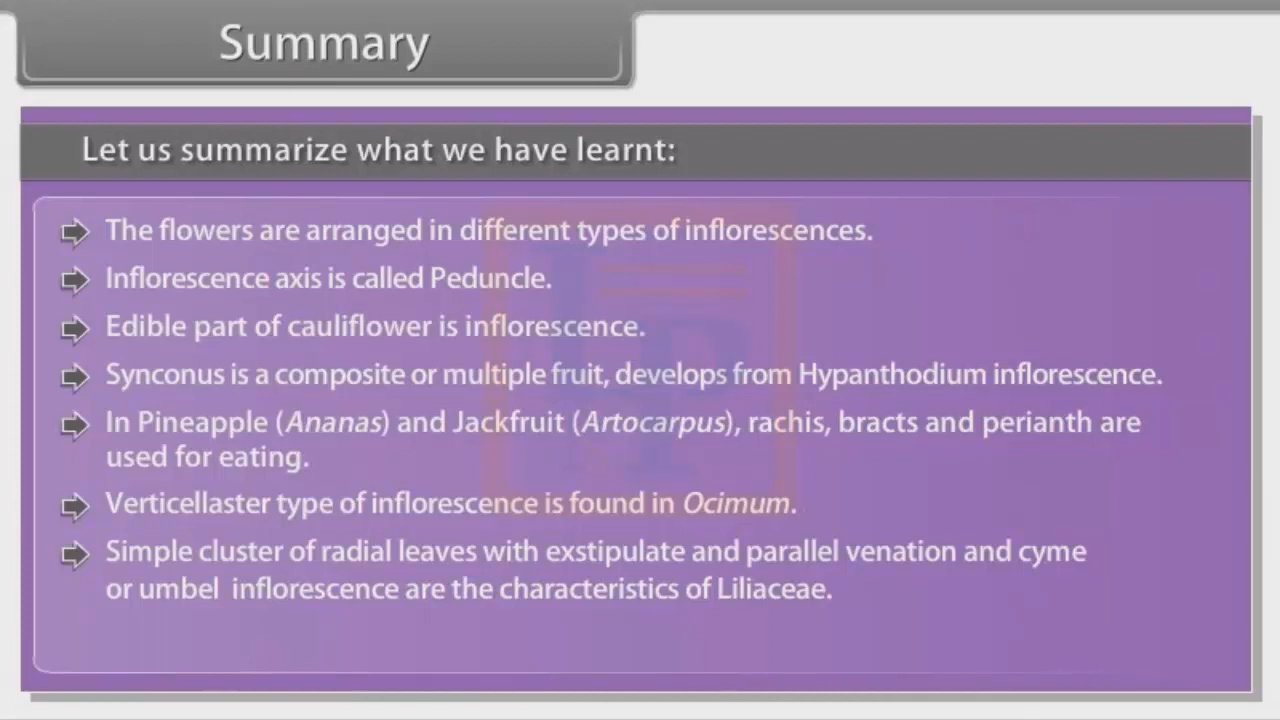 Summary
Let us summarize what we have learnt:
The flowers are arranged in different types of inflorescences.
Inflorescence axis is called Peduncle.
Edible part of cauliflower is inflorescence.
Synconus is a composite or multiple fruit, develops from Hypanthodium inflorescence.
In Pineapple (Ananas) and Jackfruit (Artocarpus), rachis, bracts and perianth are
used for eating.
Verticellaster type of inflorescence is found in Ocimum.
Simple cluster of radial leaves with exstipulate and parallel venation and cyme
or umbel inflorescence are the characteristics of Liliaceae.